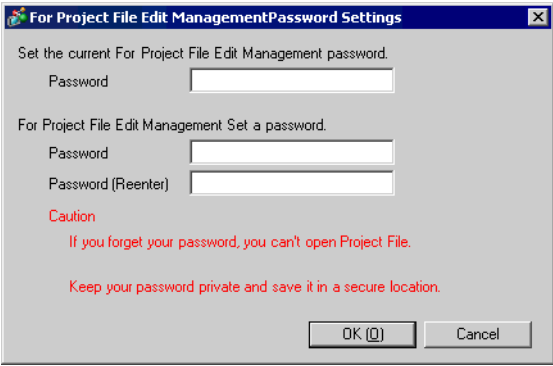 For Project File Edit ManagementPassword Settings
Set the current For Project File Edit Management password.
Password
For Project File Edit Management Set a password.
Password
Password (Reenter)
Caution
If you forget your password, you can't open Project File.
Keep your password private and save it in a secure location.
OK (O) Cancel